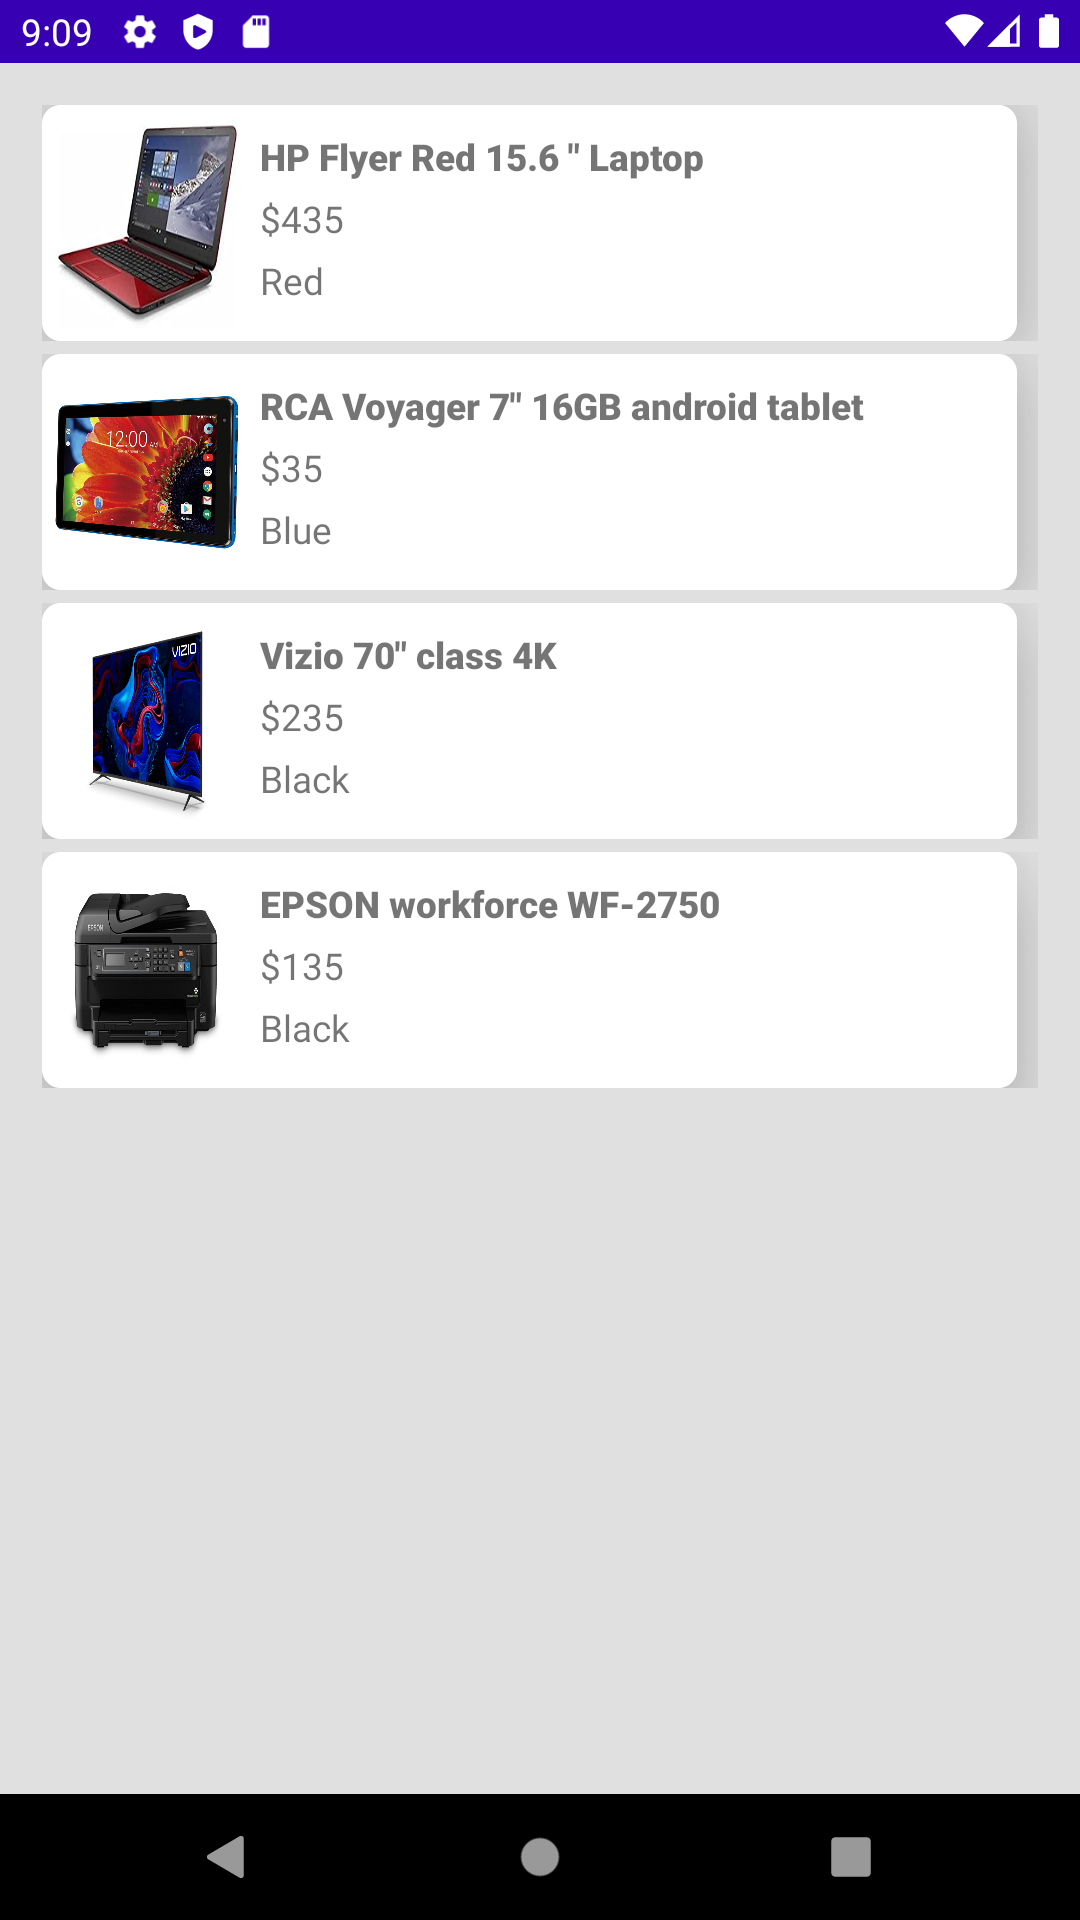 9:09
HP Flyer Red 15.6 " Laptop
$435
Red
RCA Voyager 7" 16GB android tablet
$35
Blue
12:00
Vizio 70" class 4K
$235
Black
VIZIO
EPSON workforce WF-2750
$135
Black
EPSON